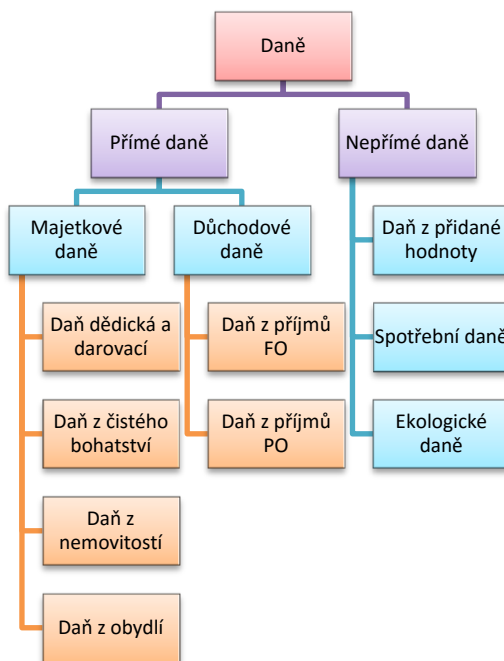 Daně
Přímé daně
Nepřímé daně
Majetkové
daně
Důchodové
daně
Daň z přidané
hodnoty
Daň dědická a
darovací
Daň z příjmů
FO
Spotřební daně
Daň z čistého
bohatství
Daň z příjmů
PO
Ekologické
daně
Daň z
nemovitostí
Daň z obydlí